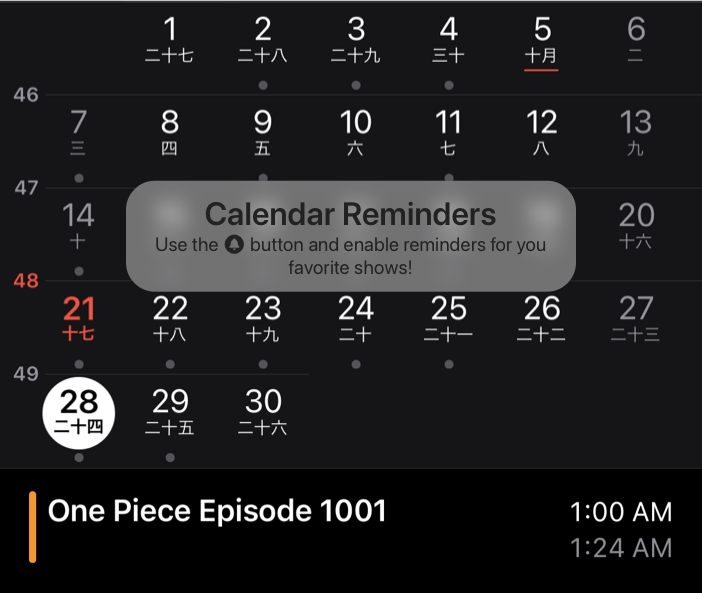 1 2 3 4 5 6
二十七 二十八 二十九 三十 十月 二
46
7 8 9 10 11 12 13
三 四 五 六 七 八 九
47
14 20
十 十六
Calendar Reminders
Use the button and enable reminders for you
favorite shows!
48
21 22 23 24 25 26 27
十七 十八 十九 二十 二十一 二十二 二十三
49
28 29 30
二十四 二十五 二十六
One Piece Episode 1001 1:00 AM
1:24 AM